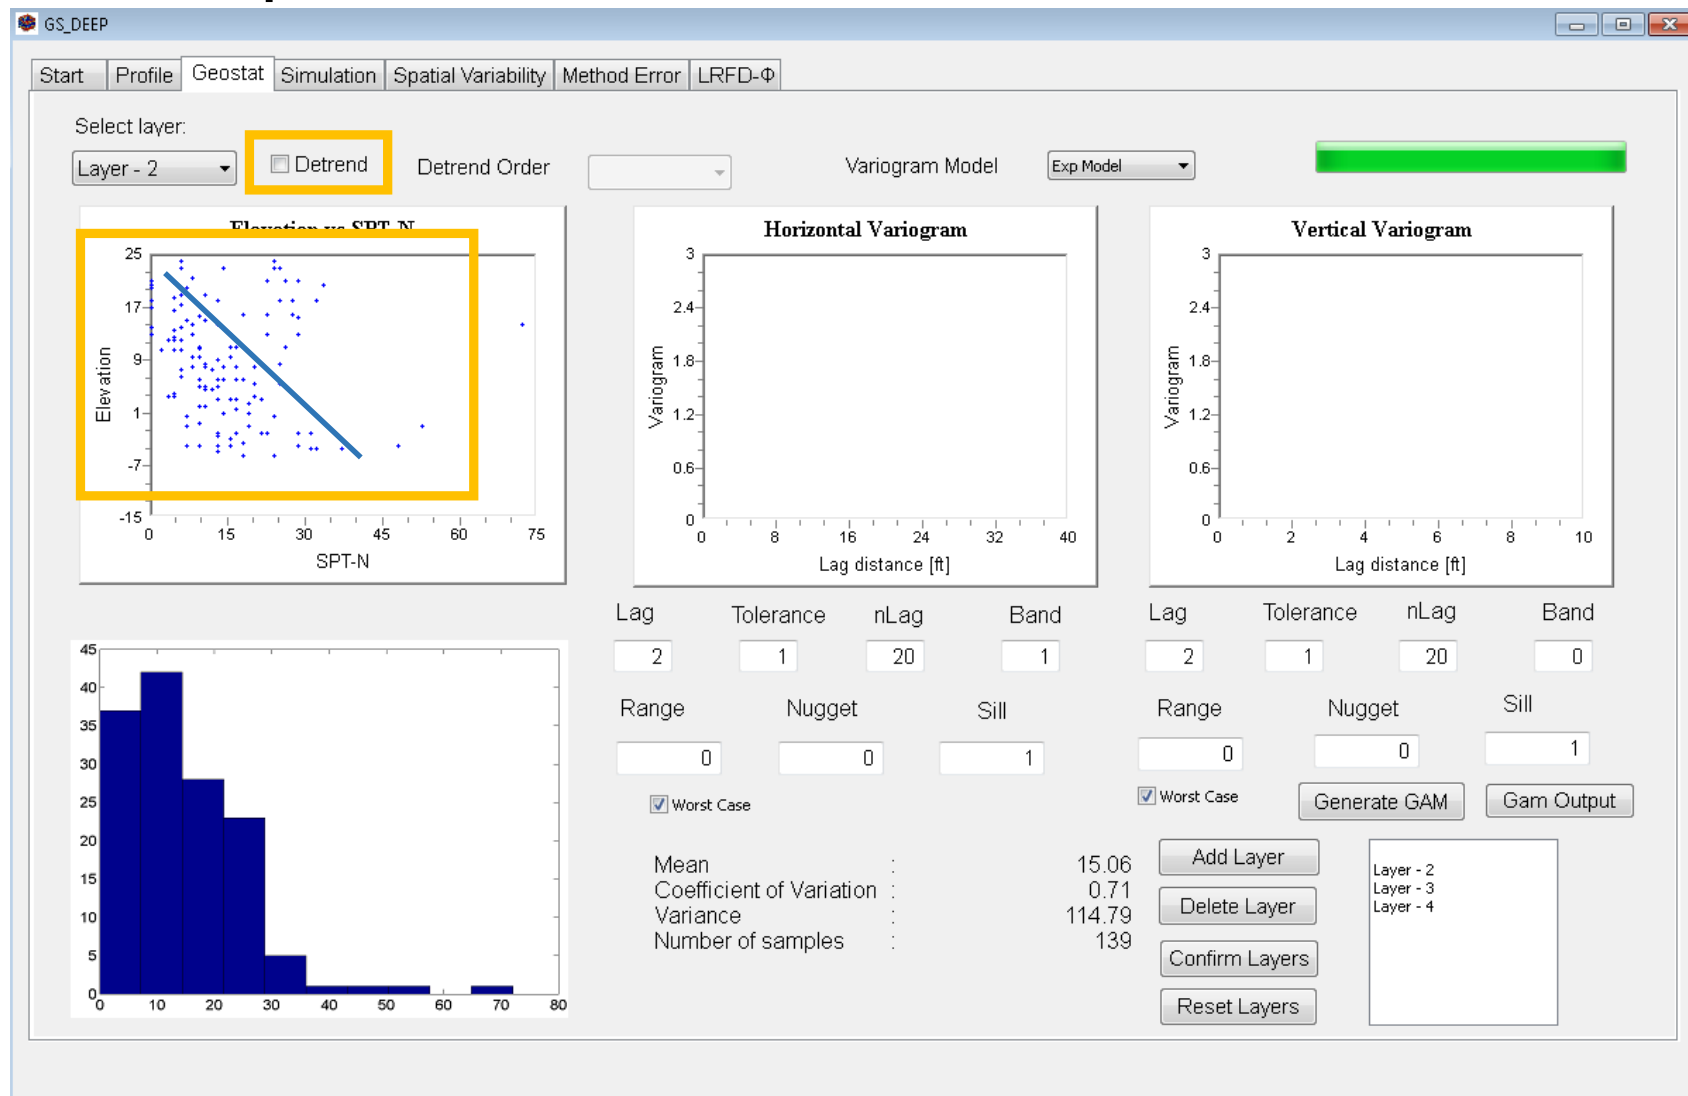 GS_DEEP
Start Profile Geostat Simulation Spatial Variability Method Error LRFD-Φ
Select layer:
Layer - 2 Detrend Detrend Order Variogram Model Exp Model
Elevation vs SPT-N
25
17
9
1
-7
-15
Elevation
0 15 30 45 60 75
SPT-N
Horizontal Variogram
3
2.4
1.8
1.2
0.6
0
Variogram
0 8 16 24 32 40
Lag distance [ft]
Vertical Variogram
3
2.4
1.8
1.2
0.6
0
Variogram
0 2 4 6 8 10
Lag distance [ft]
45
40
35
30
25
20
15
10
5
0
0 10 20 30 40 50 60 70 80
Lag Tolerance nLag Band
2 1 20 1
Range Nugget Sill
0 0 1
Worst Case
Lag Tolerance nLag Band
2 1 20 0
Range Nugget Sill
0 0 1
Worst Case Generate GAM Gam Output
Mean : 15.06
Coefficient of Variation : 0.71
Variance : 114.79
Number of samples : 139
Add Layer
Delete Layer
Confirm Layers
Reset Layers
Layer - 2
Layer - 3
Layer - 4